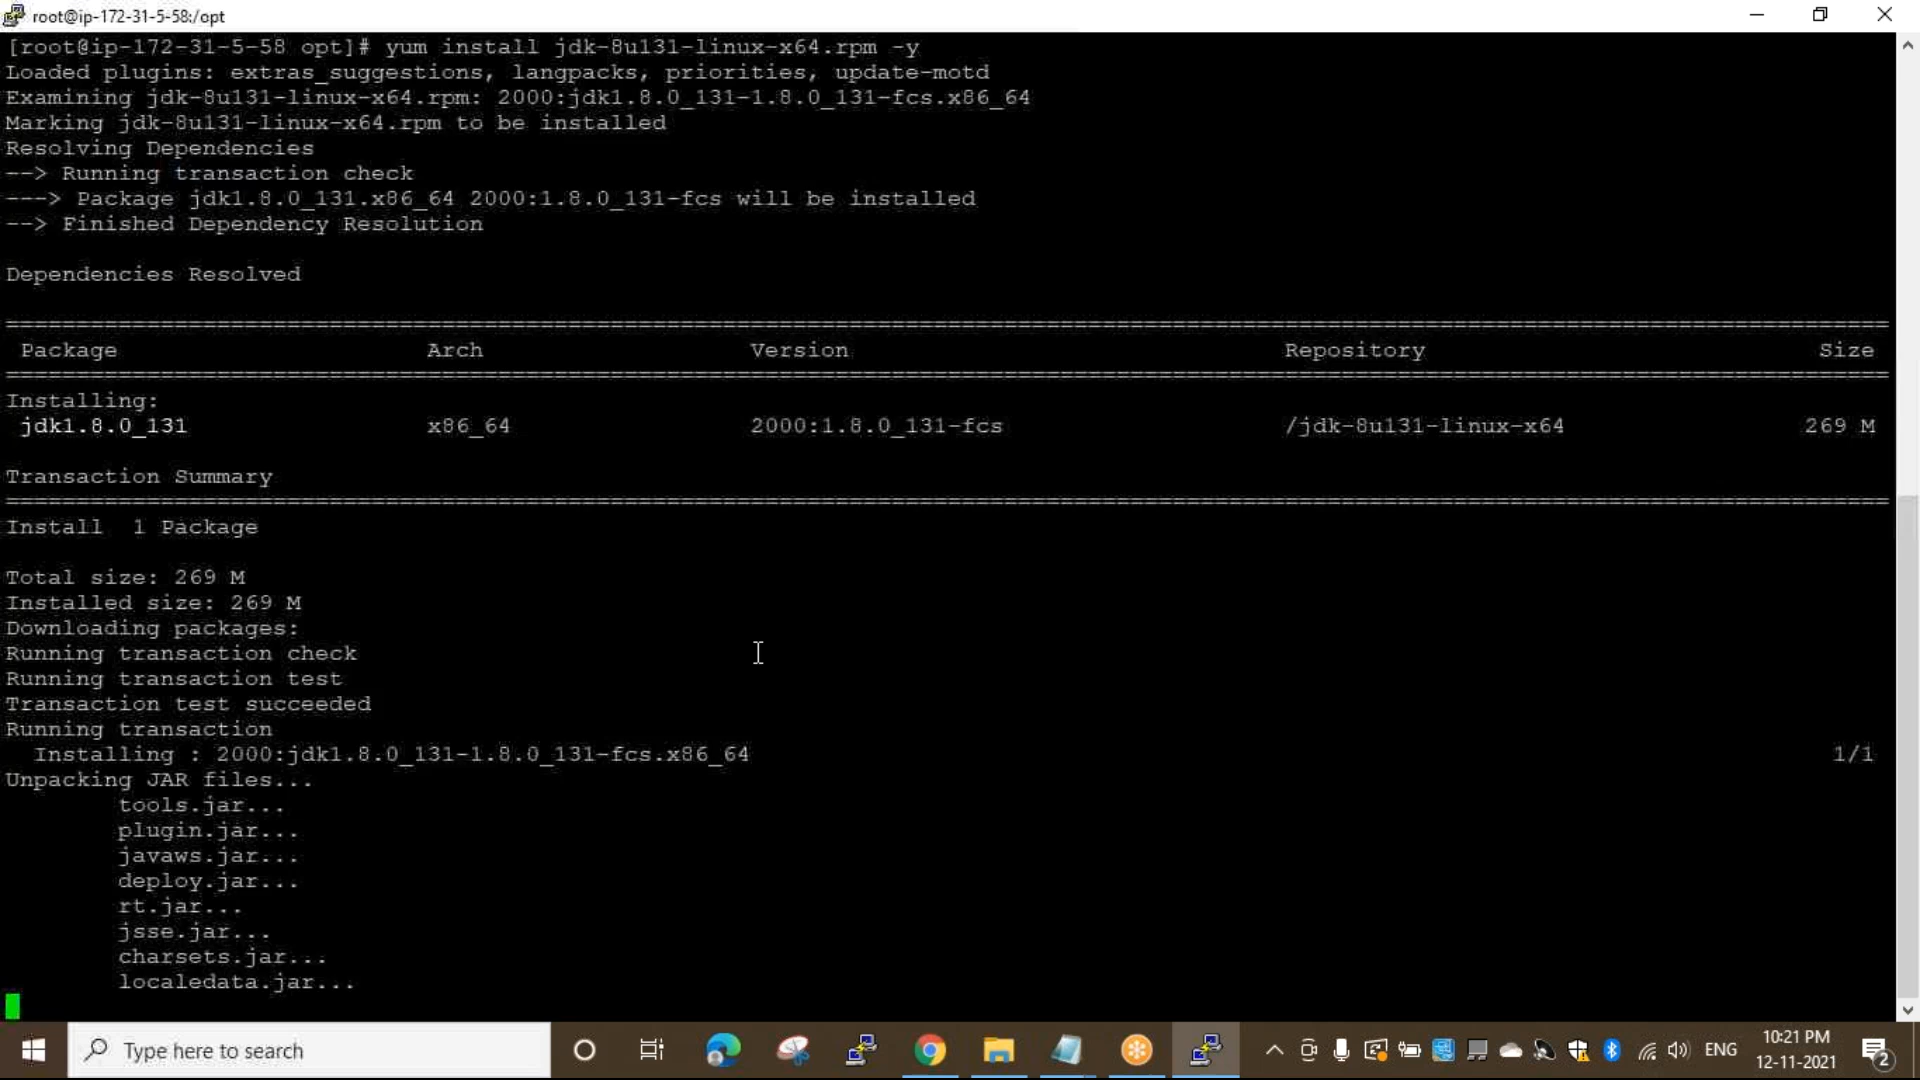 root@ip-172-31-5-58:/opt
[root@ip-172-31-5-58 opt]# yum install jdk-8u131-linux-x64.rpm -y
Loaded plugins: extras_suggestions, langpacks, priorities, update-motd
Examining jdk-8u131-linux-x64.rpm: 2000:jdk1.8.0_131-1.8.0_131-fcs.x86_64
Marking jdk-8u131-linux-x64.rpm to be installed
Resolving Dependencies
--> Running transaction check
---> Package jdk1.8.0_131.x86_64 2000:1.8.0_131-fcs will be installed
--> Finished Dependency Resolution
Dependencies Resolved
Package Arch Version Repository Size
Installing:
jdk1.8.0_131 x86_64 2000:1.8.0_131-fcs /jdk-8u131-linux-x64 269 M
Transaction Summary
Install 1 Package
Total size: 269 M
Installed size: 269 M
Downloading packages:
Running transaction check
Running transaction test
Transaction test succeeded
Running transaction
Installing : 2000:jdk1.8.0_131-1.8.0_131-fcs.x86_64 1/1
Unpacking JAR files...
tools.jar...
plugin.jar...
javaws.jar...
deploy.jar...
rt.jar...
jsse.jar...
charsets.jar...
localedata.jar...
Type here to search
ENG
10:21 PM
12-11-2021
2